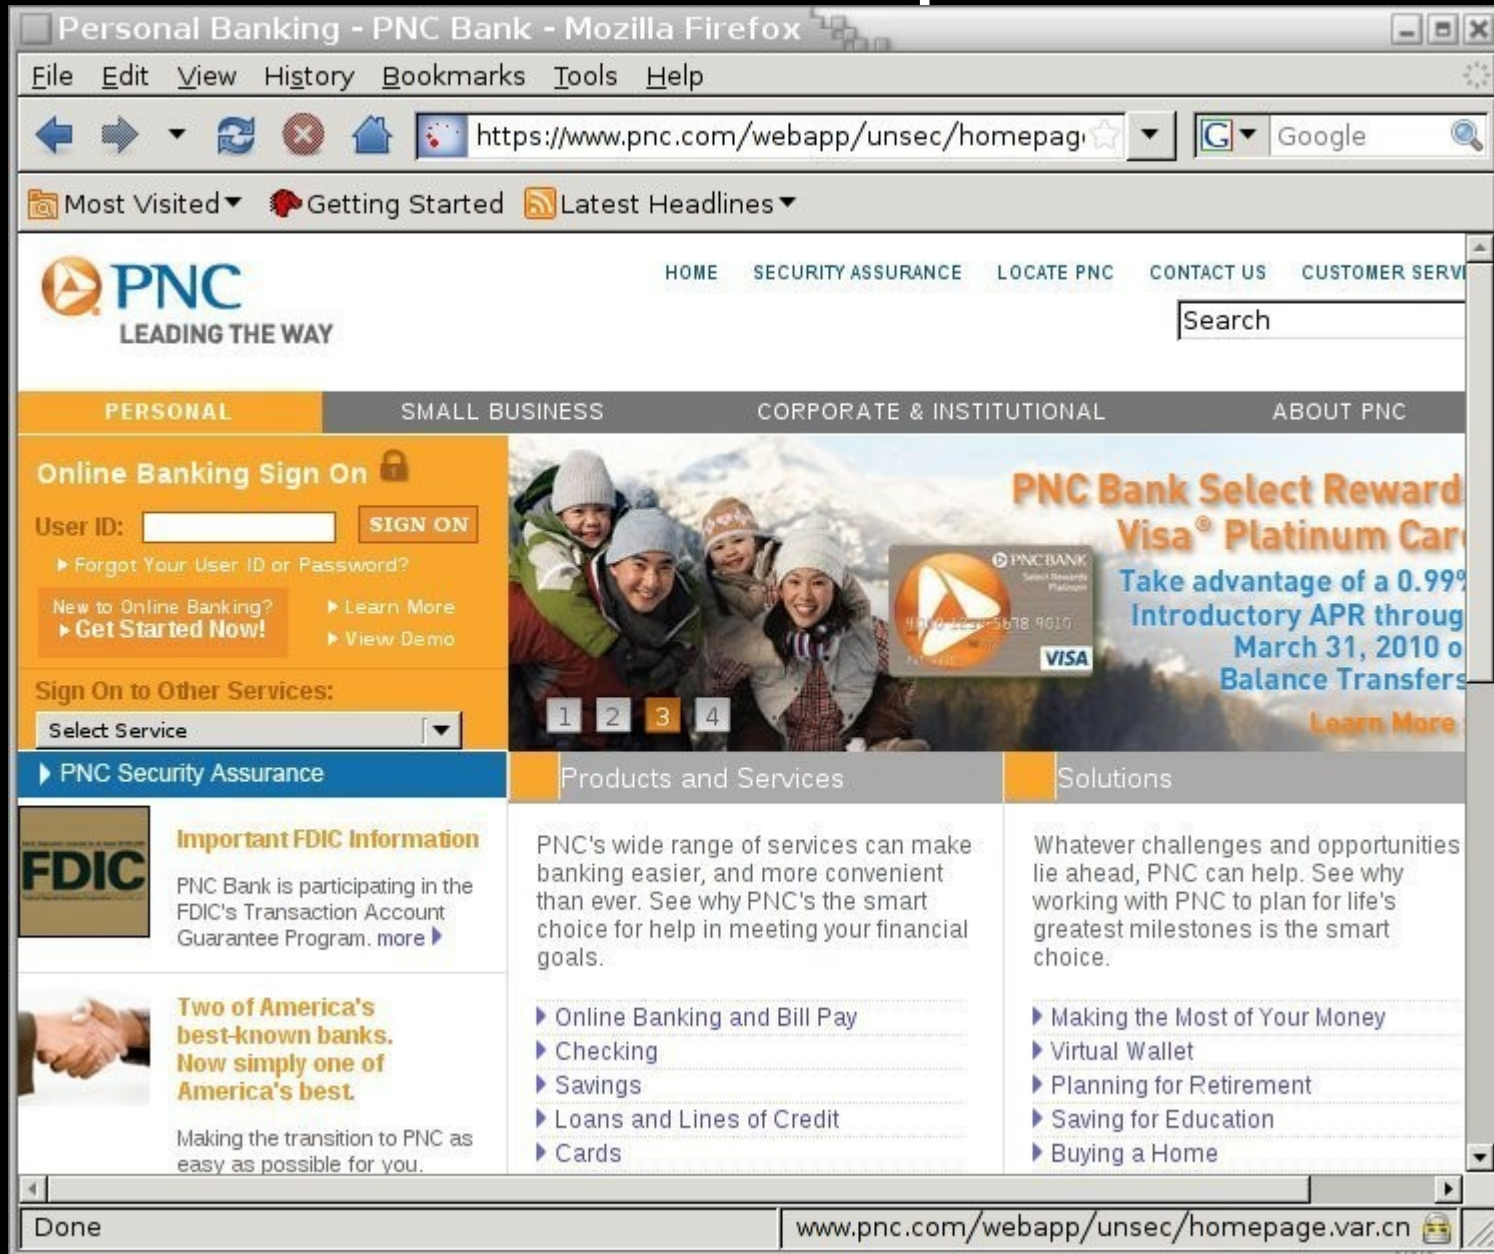 Personal Banking - PNC Bank - Mozilla Firefox
File Edit View History Bookmarks Tools Help
https://www.pnc.com/webapp/unsec/homepag
G Google
Most Visited Getting Started Latest Headlines
PNC
LEADING THE WAY
HOME SECURITY ASSURANCE LOCATE PNC CONTACT US CUSTOMER SERVI
Search
PERSONAL SMALL BUSINESS CORPORATE & INSTITUTIONAL ABOUT PNC
Online Banking Sign On
User ID: SIGN ON
Forgot Your User ID or Password?
New to Online Banking?
Get Started Now!
Learn More
View Demo
Sign On to Other Services:
Select Service
1 2 3 4
PNC Bank Select Reward
Visa® Platinum Car
Take advantage of a 0.99%
Introductory APR throug
March 31, 2010 o
Balance Transfers
Learn More
PNCBANK
Select Rewards
Platinum
4000 1234 5678 9010
VISA
PNC Security Assurance
FDIC
Important FDIC Information
PNC Bank is participating in the
FDIC's Transaction Account
Guarantee Program. more
Two of America's
best-known banks.
Now simply one of
America's best.
Making the transition to PNC as
easy as possible for you.
Products and Services
PNC's wide range of services can make
banking easier, and more convenient
than ever. See why PNC's the smart
choice for help in meeting your financial
goals.
Online Banking and Bill Pay
Checking
Savings
Loans and Lines of Credit
Cards
Solutions
Whatever challenges and opportunities
lie ahead, PNC can help. See why
working with PNC to plan for life's
greatest milestones is the smart
choice.
Making the Most of Your Money
Virtual Wallet
Planning for Retirement
Saving for Education
Buying a Home
Done www.pnc.com/webapp/unsec/homepage.var.cn